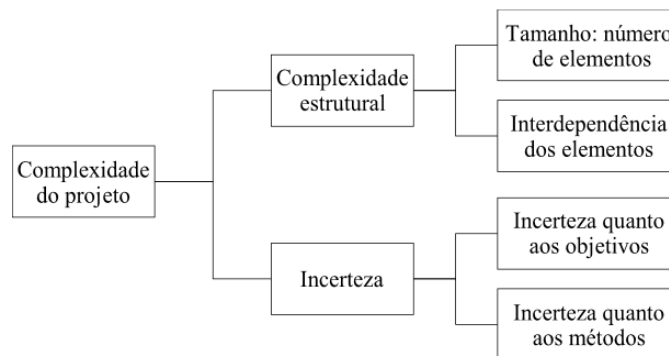 Tamanho: número
de elementos
Complexidade
estrutural
Interdependência
dos elementos
Complexidade
do projeto
Incerteza quanto
aos objetivos
Incerteza
Incerteza quanto
aos métodos